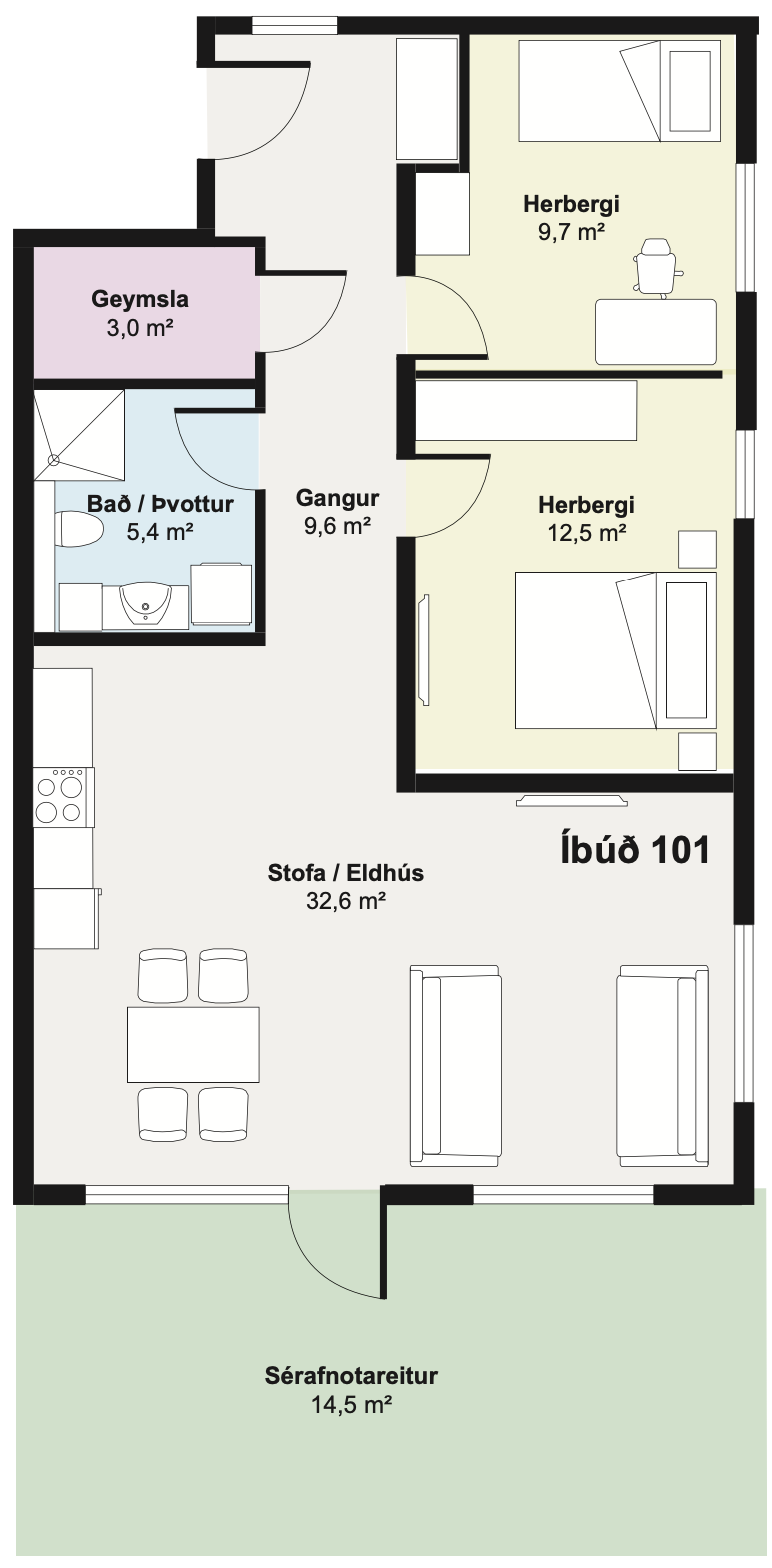 Herbergi
9,7 m²
Geymsla
3,0 m²
Bað / Þvottur
5,4 m²
Gangur
9,6 m²
Herbergi
12,5 m²
Íbúð 101
Stofa / Eldhús
32,6 m²
Sérafnotareitur
14,5 m²